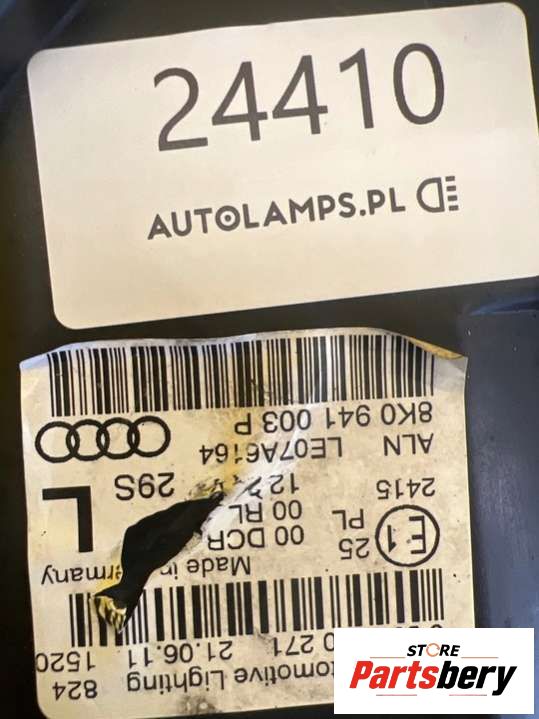 24410
AUTOLAMPS.PL
8K0 941 003 P
ALN LE07A6164
29S
L
2415
E1
25
PL
00 RL
00 DCR
Made in
271 21.06.11 1520
Lighting 824
STORE
Partsbery